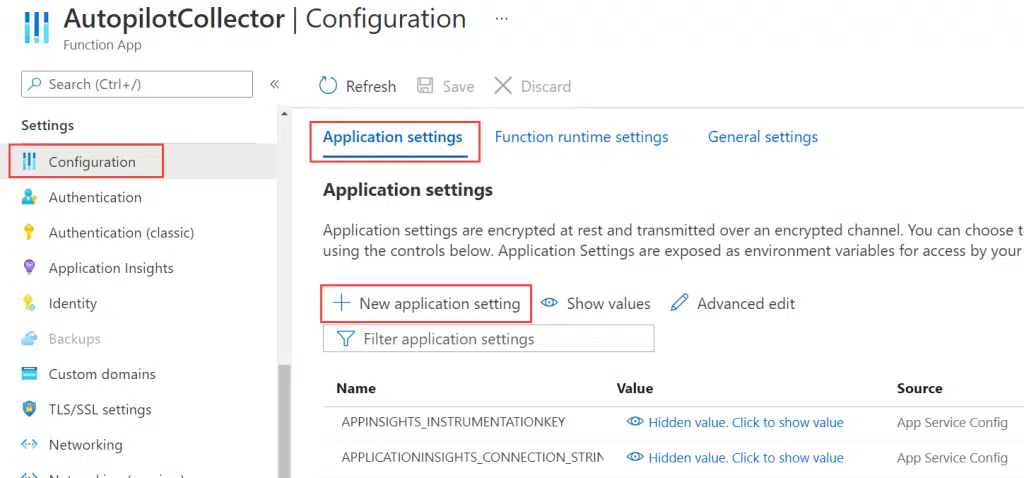 AutopilotCollector | Configuration ...
Function App
Search (Ctrl+/)
«
Refresh
Save
Discard
Settings
Configuration
Authentication
Authentication (classic)
Application Insights
Identity
Backups
Custom domains
TLS/SSL settings
Networking
Application settings
Function runtime settings
General settings
Application settings
Application settings are encrypted at rest and transmitted over an encrypted channel. You can choose t
using the controls below. Application Settings are exposed as environment variables for access by your
New application setting
Show values
Advanced edit
Filter application settings
Name Value Source
APPINSIGHTS_INSTRUMENTATIONKEY Hidden value. Click to show value App Service Config
APPLICATIONINSIGHTS_CONNECTION_STRIN Hidden value. Click to show value App Service Config